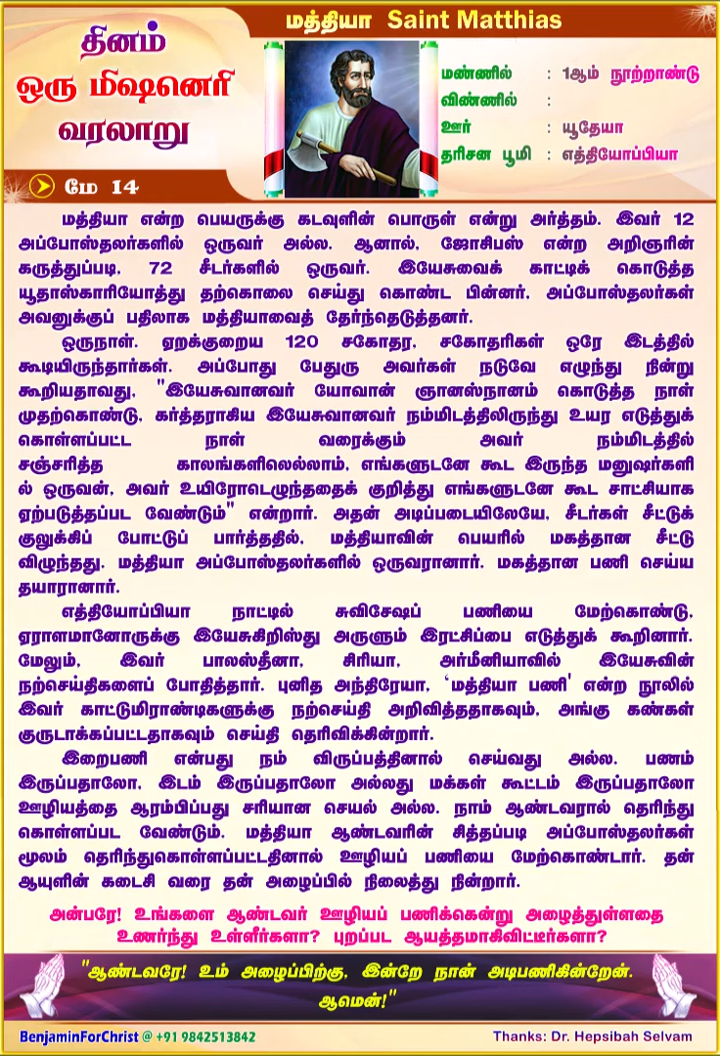 மத்தியா Saint Matthias
தினம்
ஒரு மிஷனெரி
வரலாறு
மே 14
மண்ணில் : 1ஆம் நூற்றாண்டு
விண்ணில் :
ஊர் : யூதேயா
தரிசன பூமி : எத்தியோப்பியா
மத்தியா என்ற பெயருக்கு கடவுளின் பொருள் என்று அர்த்தம். இவர் 12
அப்போஸ்தலர்களில் ஒருவர் அல்ல. ஆனால், ஜோசிபஸ் என்ற அறிஞரின்
கருத்துப்படி, 72 சீடர்களில் ஒருவர். இயேசுவைக் காட்டிக் கொடுத்த
யூதாஸ்காரியோத்து தற்கொலை செய்து கொண்ட பின்னர், அப்போஸ்தலர்கள்
அவனுக்குப் பதிலாக மத்தியாவைத் தேர்ந்தெடுத்தனர்.
ஒருநாள், ஏறக்குறைய 120 சகோதர, சகோதரிகள் ஒரே இடத்தில்
கூடியிருந்தார்கள். அப்போது பேதுரு அவர்கள் நடுவே எழுந்து நின்று
கூறியதாவது, "இயேசுவானவர் யோவான் ஞானஸ்நானம் கொடுத்த நாள்
முதற்கொண்டு, கர்த்தராகிய இயேசுவானவர் நம்மிடத்திலிருந்து உயர எடுத்துக்
கொள்ளப்பட்ட நாள் வரைக்கும் அவர் நம்மிடத்தில்
சஞ்சரித்த காலங்களிலெல்லாம், எங்களுடனே கூட இருந்த மனுஷர்களி
ல் ஒருவன், அவர் உயிரோடெழுந்ததைக் குறித்து எங்களுடனே கூட சாட்சியாக
ஏற்படுத்தப்பட வேண்டும்" என்றார். அதன் அடிப்படையிலேயே, சீடர்கள் சீட்டுக்
குலுக்கிப் போட்டுப் பார்த்ததில், மத்தியாவின் பெயரில் மகத்தான சீட்டு
விழுந்தது. மத்தியா அப்போஸ்தலர்களில் ஒருவரானார். மகத்தான பணி செய்ய
தயாரானார்.
எத்தியோப்பியா நாட்டில் சுவிசேஷப் பணியை மேற்கொண்டு,
ஏராளமானோருக்கு இயேசுகிறிஸ்து அருளும் இரட்சிப்பை எடுத்துக் கூறினார்.
மேலும், இவர் பாலஸ்தீனா, சிரியா, அர்மீனியாவில் இயேசுவின்
நற்செய்திகளைப் போதித்தார். புனித அந்திரேயா, ‘மத்தியா பணி' என்ற நூலில்
இவர் காட்டுமிராண்டிகளுக்கு நற்செய்தி அறிவித்ததாகவும், அங்கு கண்கள்
குருடாக்கப்பட்டதாகவும் செய்தி தெரிவிக்கின்றார்.
இறைபணி என்பது நம் விருப்பத்தினால் செய்வது அல்ல. பணம்
இருப்பதாலோ, இடம் இருப்பதாலோ அல்லது மக்கள் கூட்டம் இருப்பதாலோ
ஊழியத்தை ஆரம்பிப்பது சரியான செயல் அல்ல. நாம் ஆண்டவரால் தெரிந்து
கொள்ளப்பட வேண்டும். மத்தியா ஆண்டவரின் சித்தப்படி அப்போஸ்தலர்கள்
மூலம் தெரிந்துகொள்ளப்பட்டதினால் ஊழியப் பணியை மேற்கொண்டார். தன்
ஆயுளின் கடைசி வரை தன் அழைப்பில் நிலைத்து நின்றார்.
அன்பரே! உங்களை ஆண்டவர் ஊழியப் பணிக்கென்று அழைத்துள்ளதை
உணர்ந்து உள்ளீர்களா? புறப்பட ஆயத்தமாகிவிட்டீர்களா?
"ஆண்டவரே! உம் அழைப்பிற்கு, இன்றே நான் அடிபணிகின்றேன்.
ஆமென்!"
BenjaminForChrist @ +91 9842513842
Thanks: Dr. Hepsibah Selvam